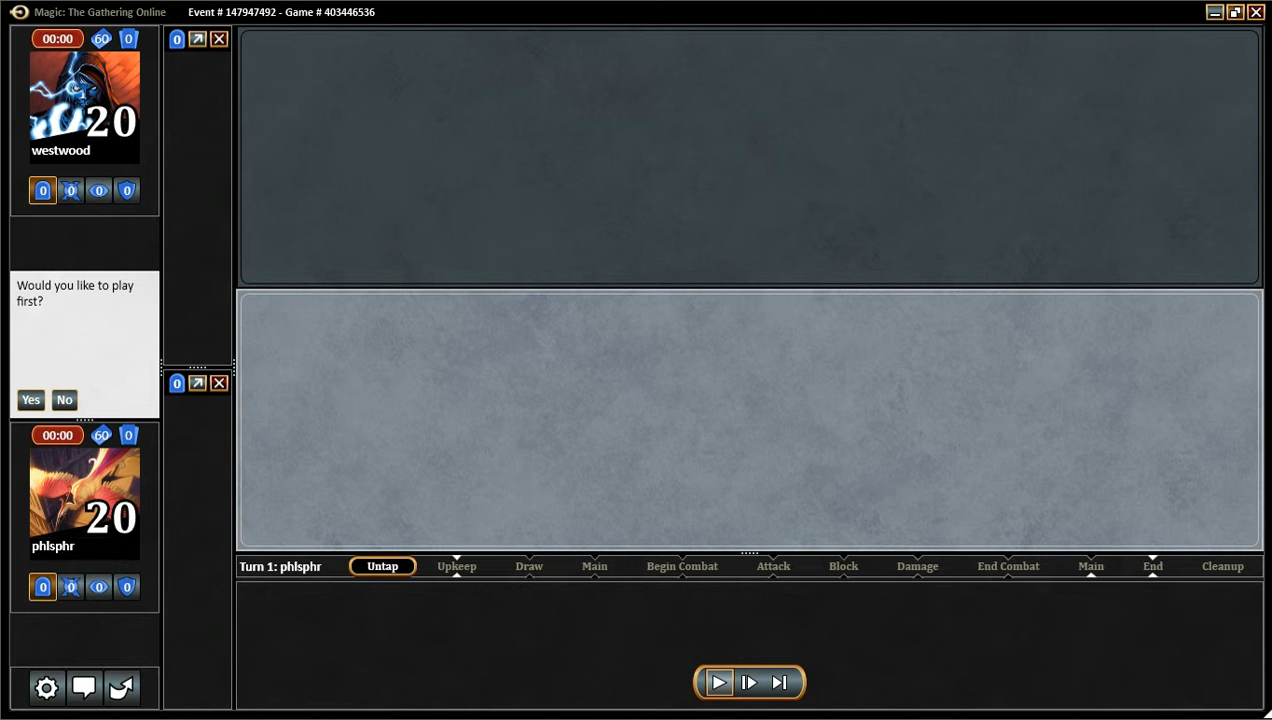 Magic: The Gathering Online Event # 147947492 - Game # 403446536
00:00 60 0
20
westwood
0 0 0 0
0
Would you like to play
first?
Yes No
0
00:00 60 0
20
phlsphr
0 0 0 0
Turn 1: phlsphr Untap Upkeep Draw Main Begin Combat Attack Block Damage End Combat Main End Cleanup